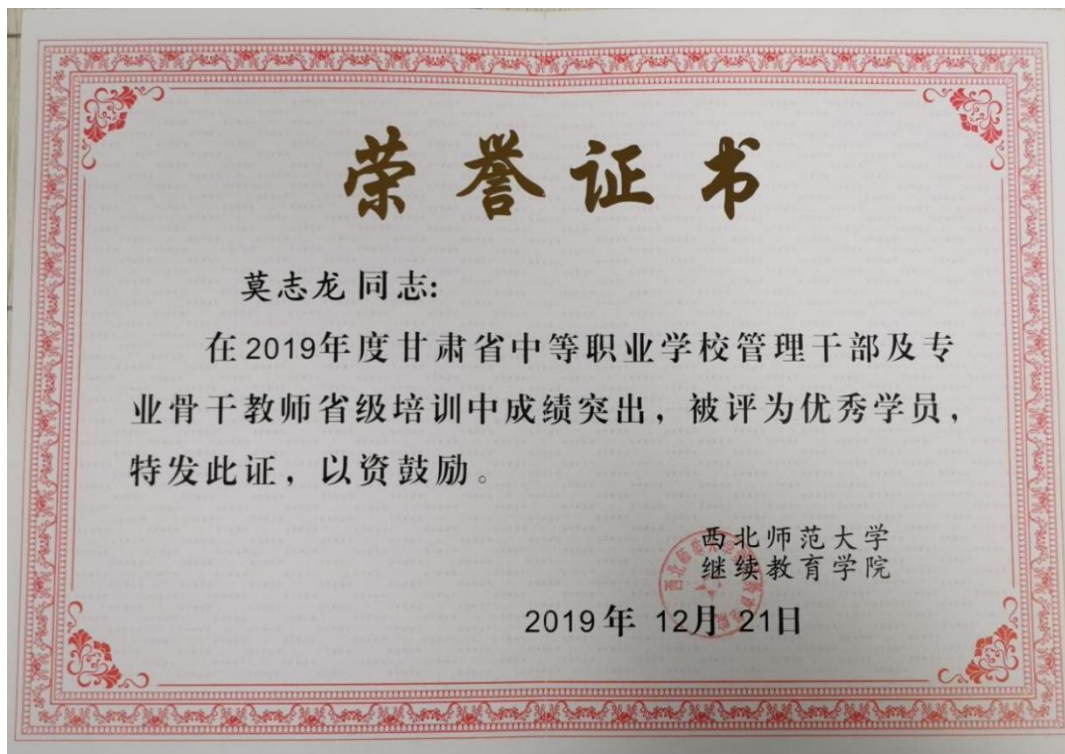 荣誉证书
莫志龙同志:
在2019年度甘肃省中等职业学校管理干部及专
业骨干教师省级培训中成绩突出，被评为优秀学员，
特发此证，以资鼓励。
西北师范大学
继续教育学院
2019年 12月 21日